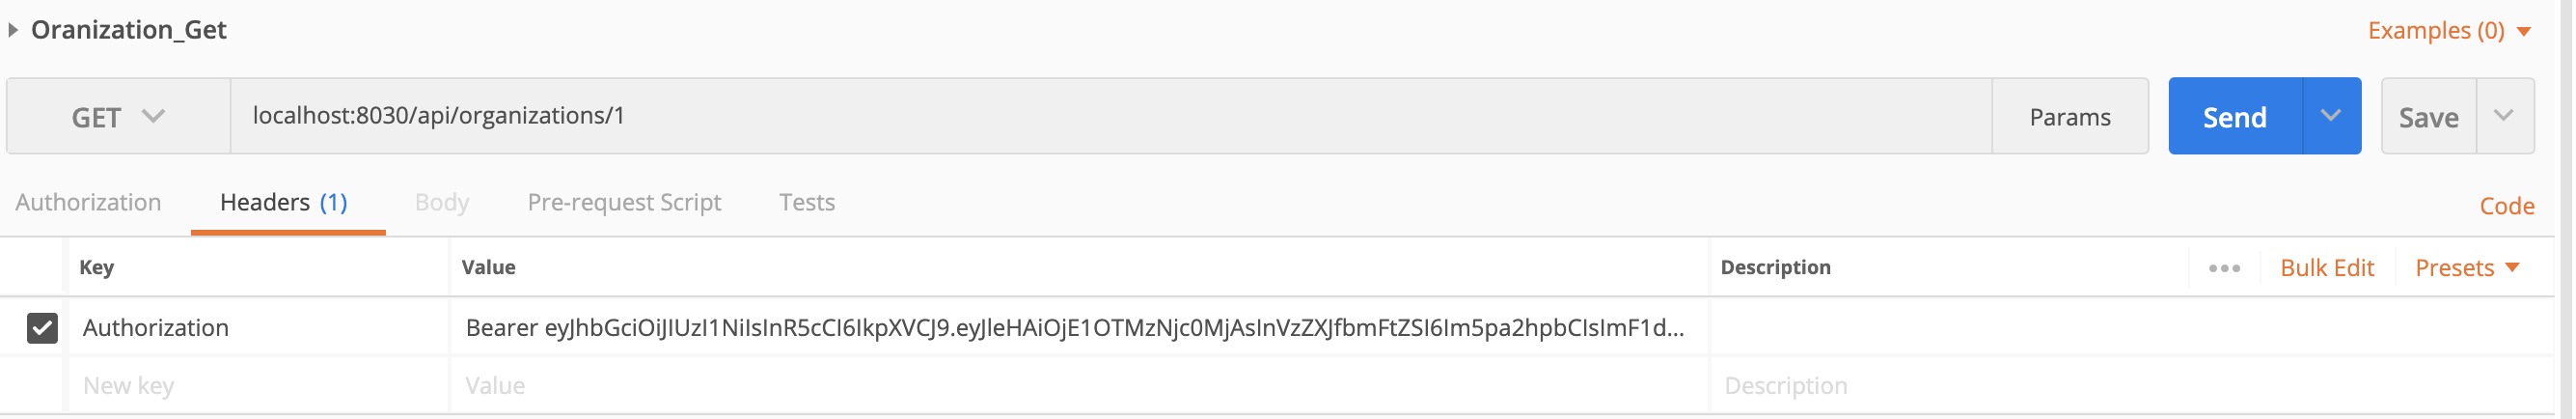 Oranization_Get Examples (0)
GET localhost:8030/api/organizations/1 Params Send Save
Authorization Headers (1) Body Pre-request Script Tests Code
Key Value Description ••• Bulk Edit Presets
Authorization Bearer eyJhbGciOiJIUzI1NiIsInR5cCI6IkpXVCJ9.eyJleHAiOjE1OTMzNjc0MjAsInVzZXJfbmFtZSI6Im5pa2hpbCIsImF1d...
New key Value Description